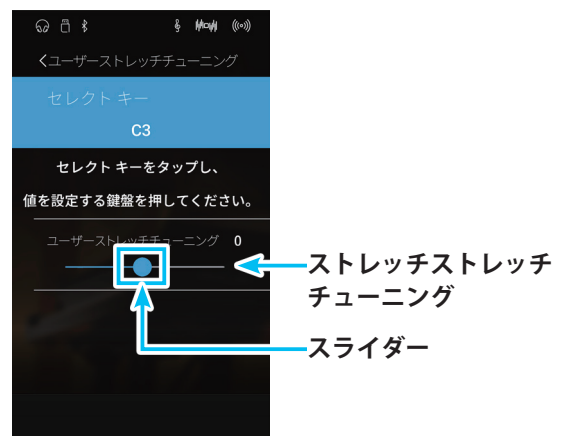 ユーザーストレッチチューニング
セレクト キー
C3
セレクト キーをタップし、
値を設定する鍵盤を押してください。
ユーザーストレッチチューニング 0
ストレッチストレッチ
チューニング
スライダー